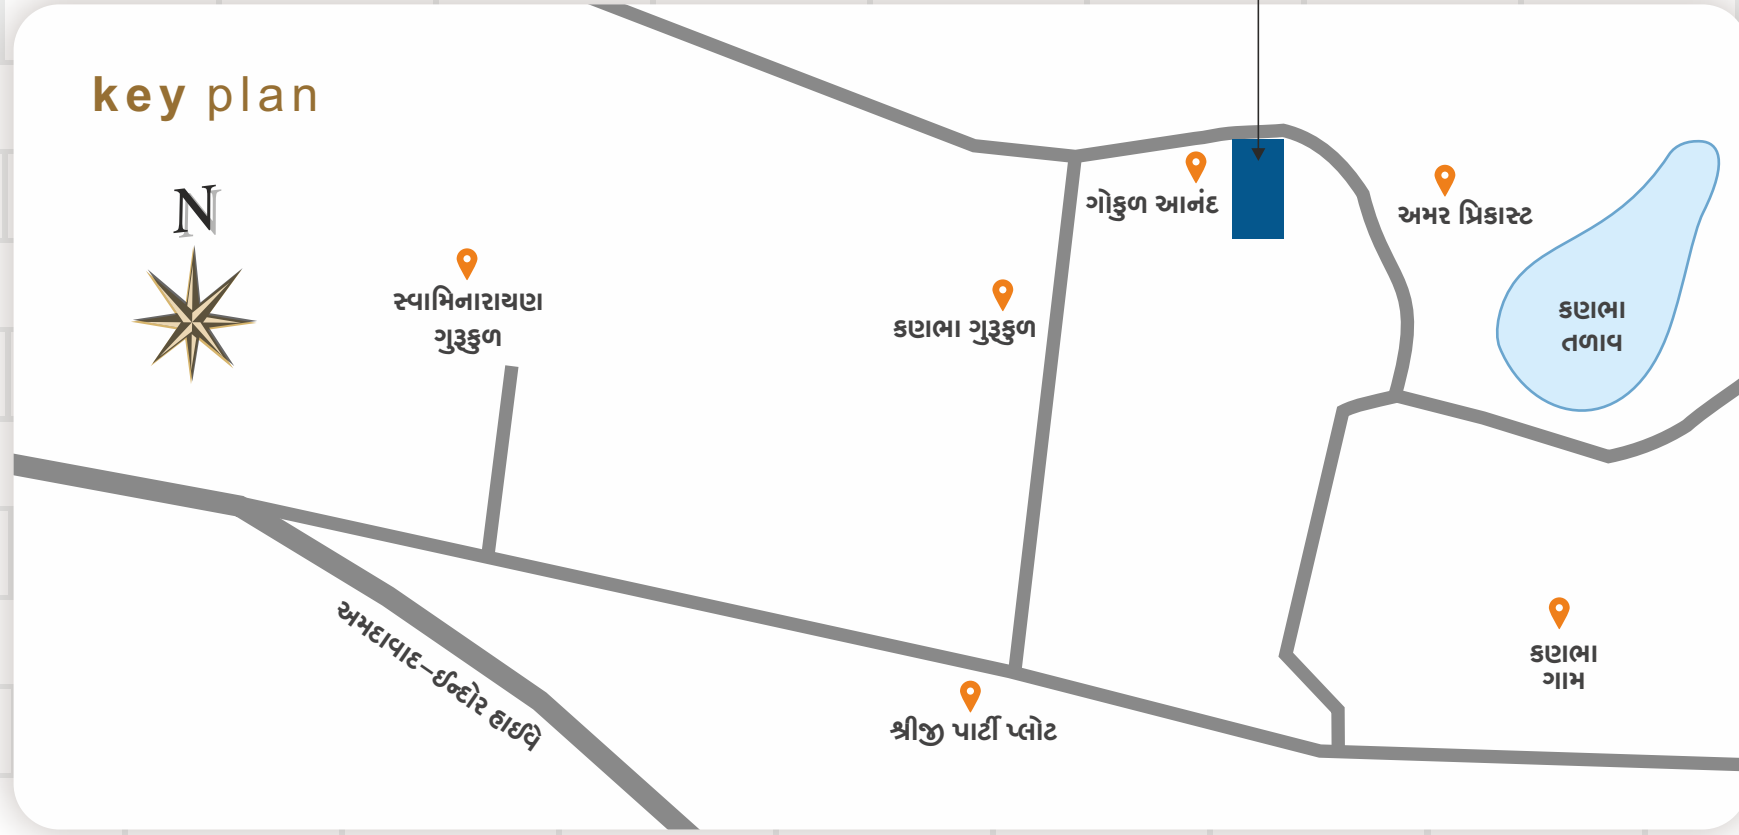 key plan
N
ગોકુળ આનંદ
અમર પ્રિકાસ્ટ
સ્વામિનારાયણ
ગુરૂકુળ
કણભા ગુરૂકુળ
કણભા
તળાવ
અમદાવાદ–ઈન્દોર હાઈવે
કણભા
ગામ
શ્રીજી પાર્ટી પ્લોટ